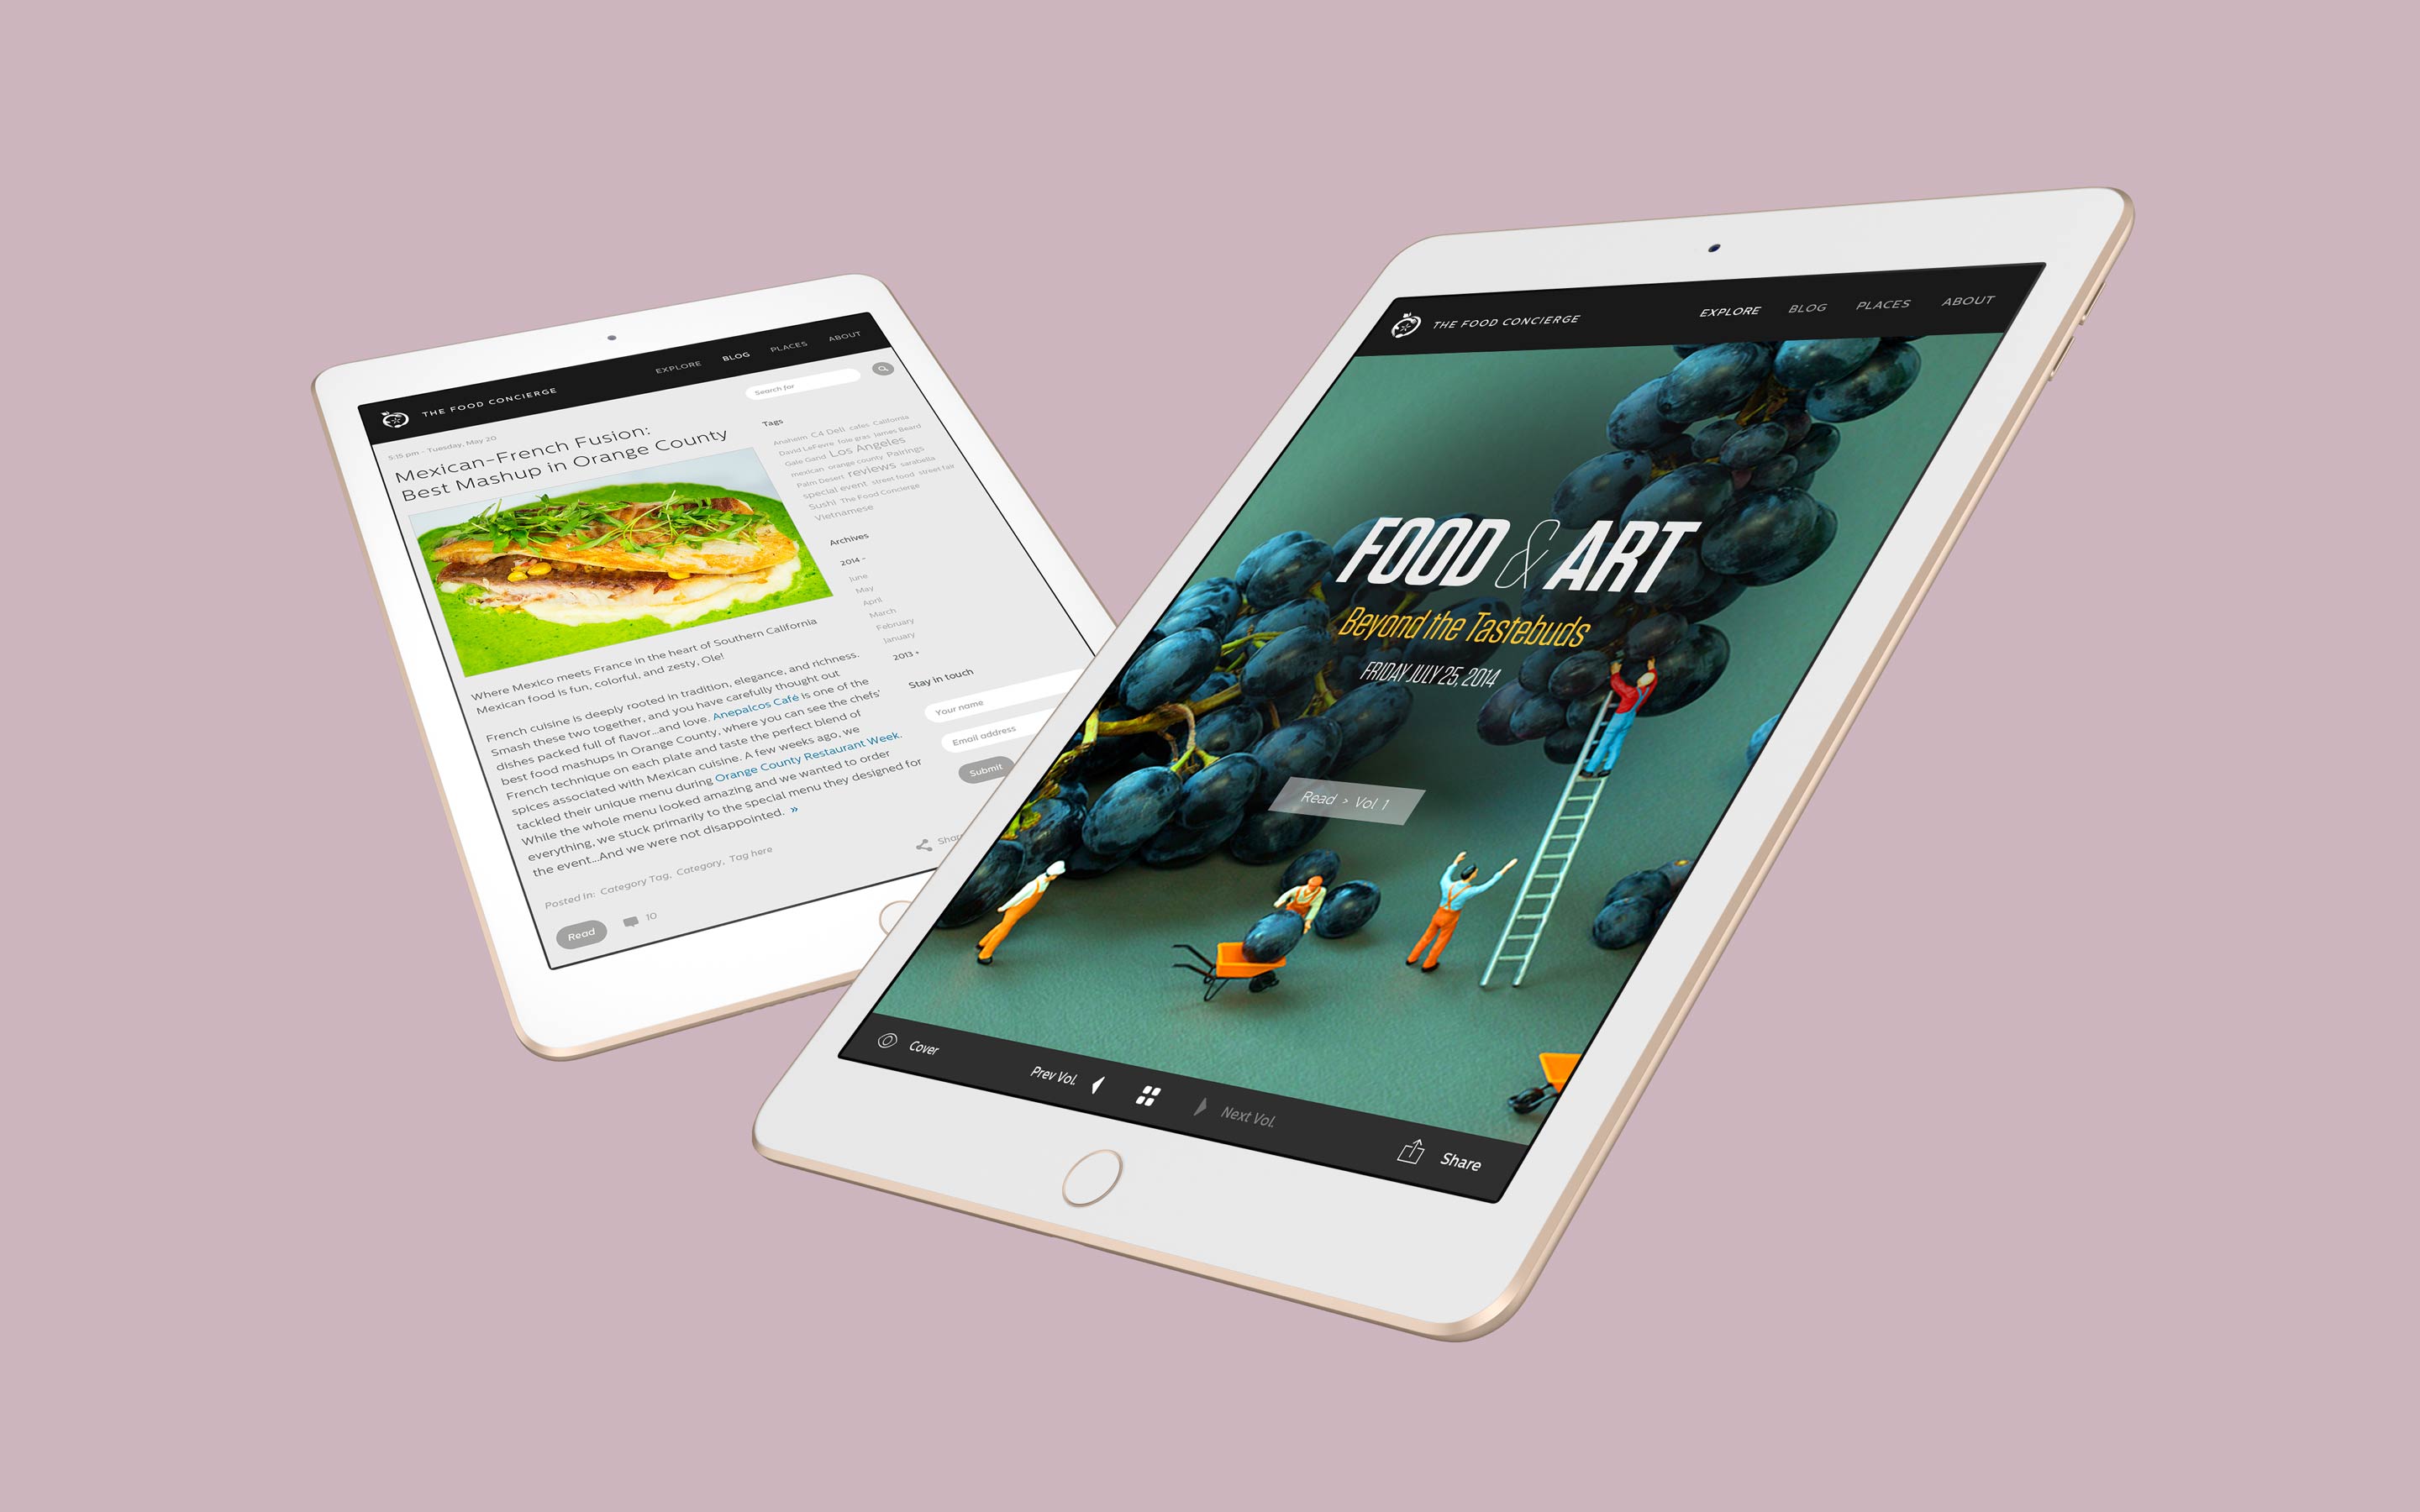 THE FOOD CONCIERGE
EXPLORE BLOG PLACES ABOUT
Search for
5:15 pm - Tuesday, May 20
Mexican-French Fusion:
Best Mashup in Orange County
Where Mexico meets France in the heart of Southern California
Mexican food is fun, colorful, and zesty, Ole!
French cuisine is deeply rooted in tradition, elegance, and richness.
Smash these two together, and you have carefully thought out
dishes packed full of flavor...and love. Anepalcos Café is one of the
best food mashups in Orange County, where you can see the chefs'
French technique on each plate and taste the perfect blend of
spices associated with Mexican cuisine. A few weeks ago, we
tackled their unique menu during Orange County Restaurant Week.
While the whole menu looked amazing and we wanted to order
everything, we stuck primarily to the special menu they designed for
the event...And we were not disappointed. »
Posted In: Category Tag, Category, Tag here
Read 10
Tags
Anaheim C4 Deli cafes California
David LeFevre foie gras James Beard
Gale Gand Los Angeles
mexican orange county Pairings
Palm Desert reviews sarabella
special event street food street fair
Sushi The Food Concierge
Vietnamese
Archives
2014 -
June
May
April
March
February
January
2013 +
Stay in touch
Your name
Email address
Submit
THE FOOD CONCIERGE
EXPLORE BLOG PLACES ABOUT
FOOD & ART
Beyond the Tastebuds
FRIDAY JULY 25, 2014
Read > Vol 1
Cover
Prev Vol.
Next Vol.
Share